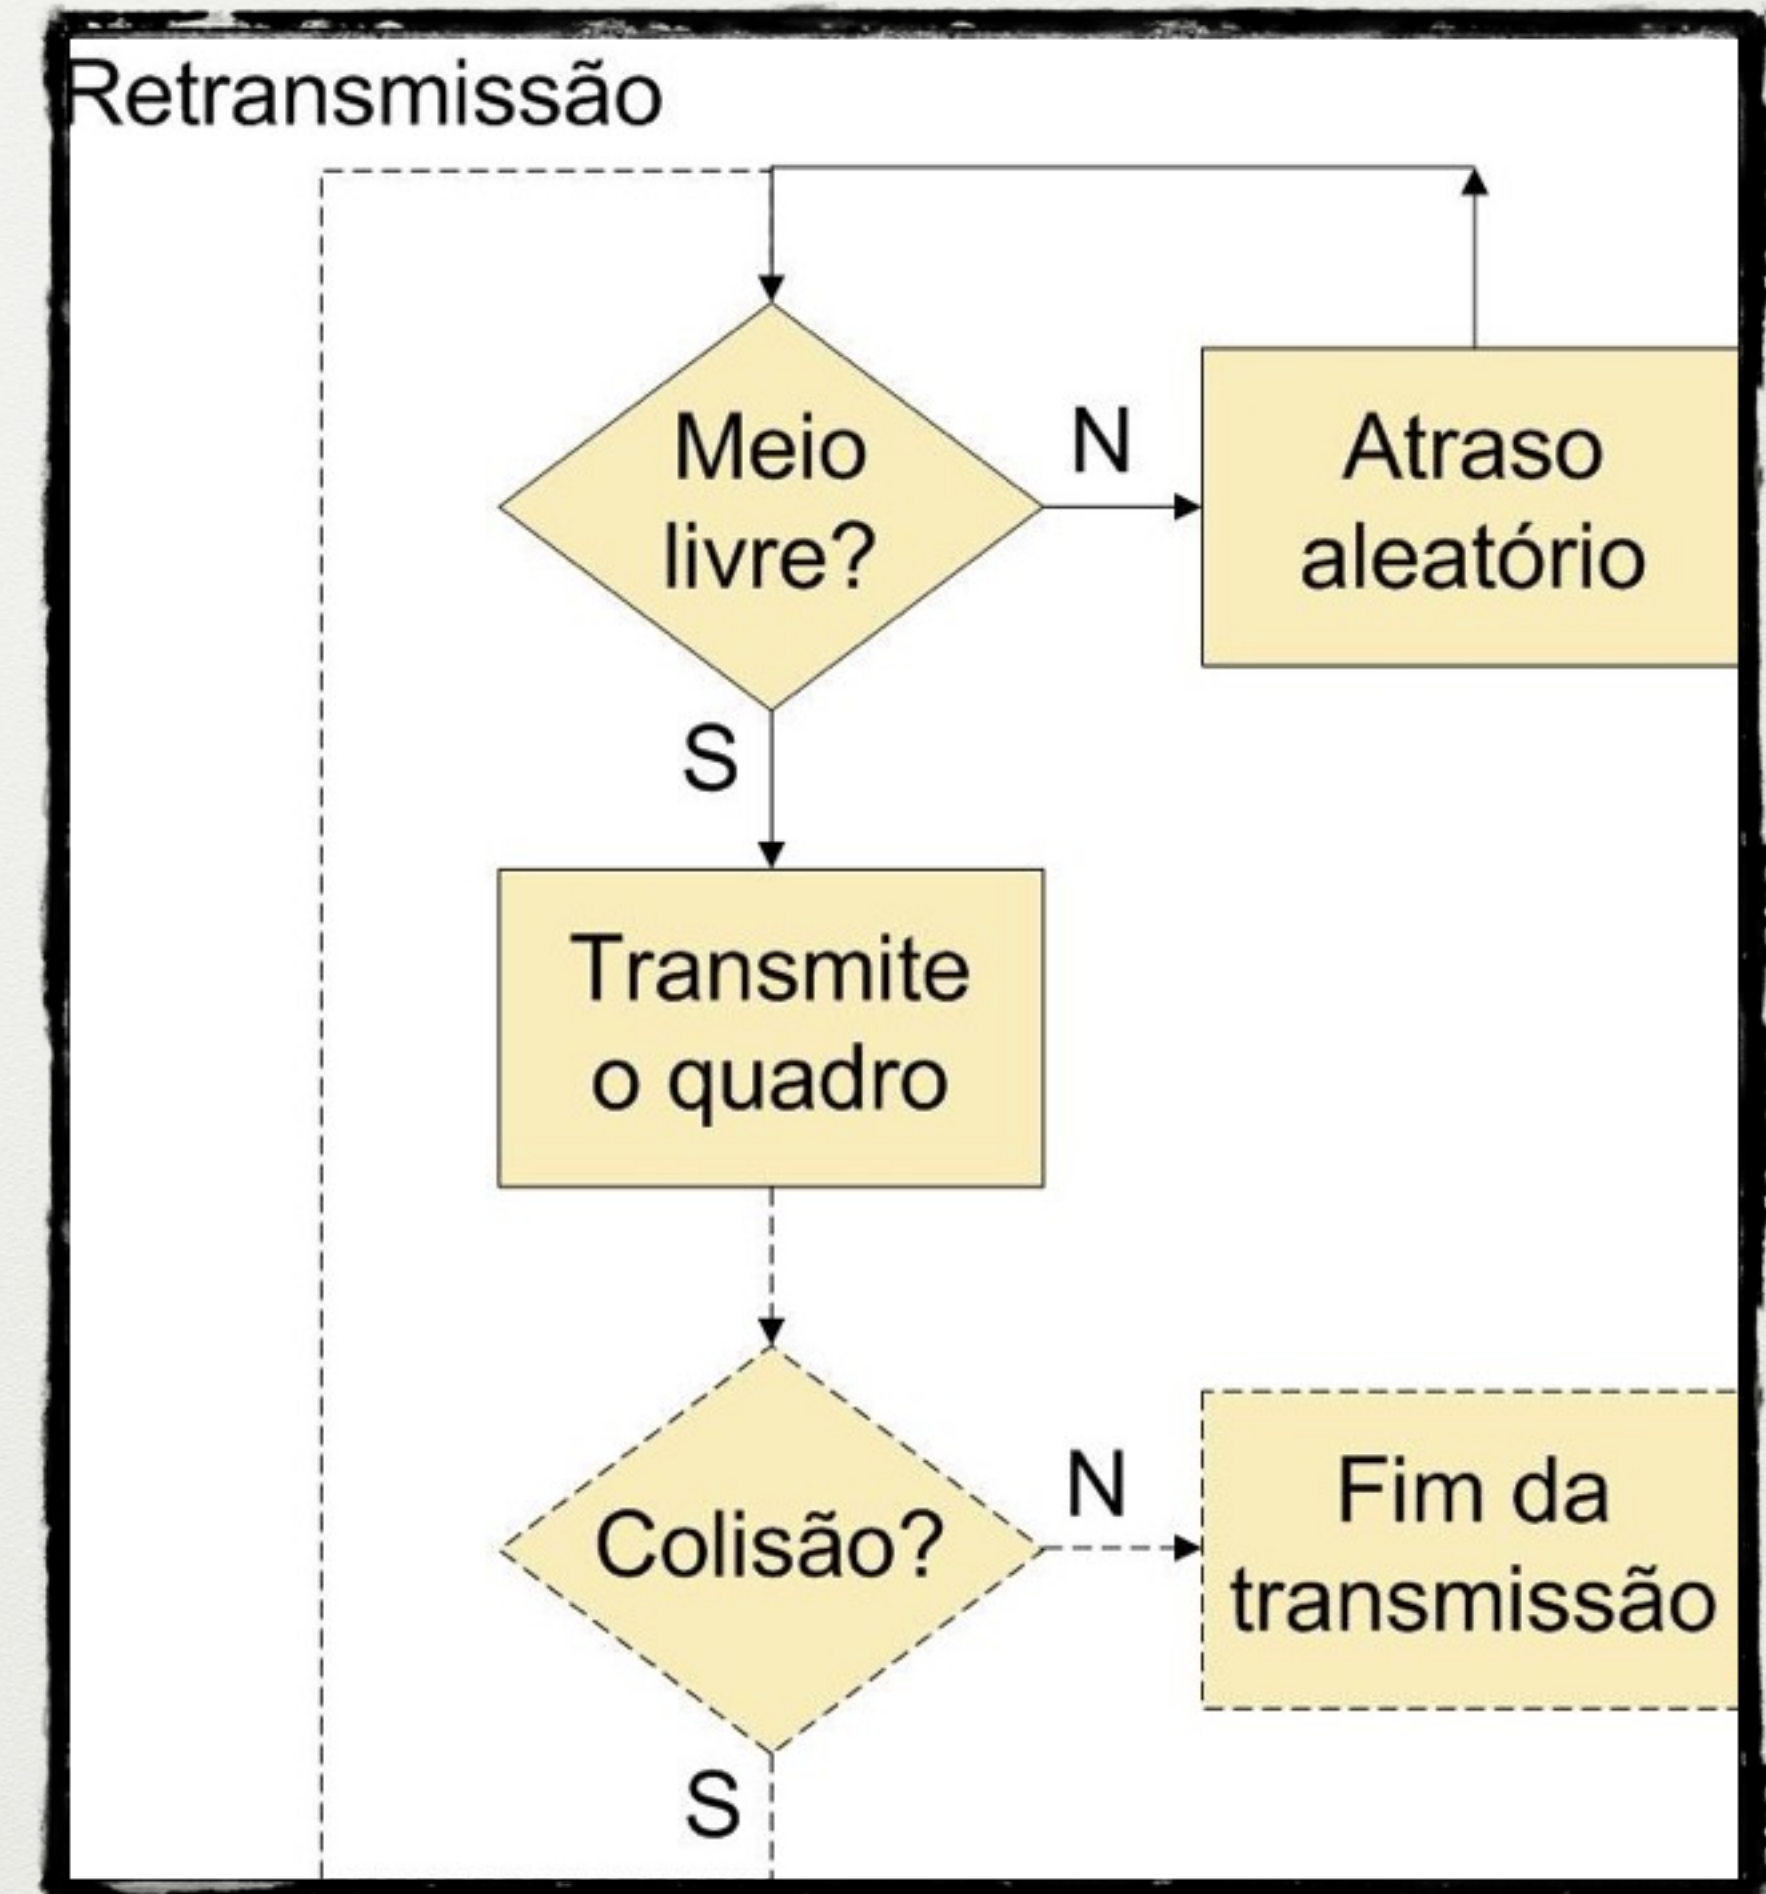 Retransmissão
Meio
livre?
N
Atraso
aleatório
S
Transmite
o quadro
Colisão?
N
Fim da
transmissão
S